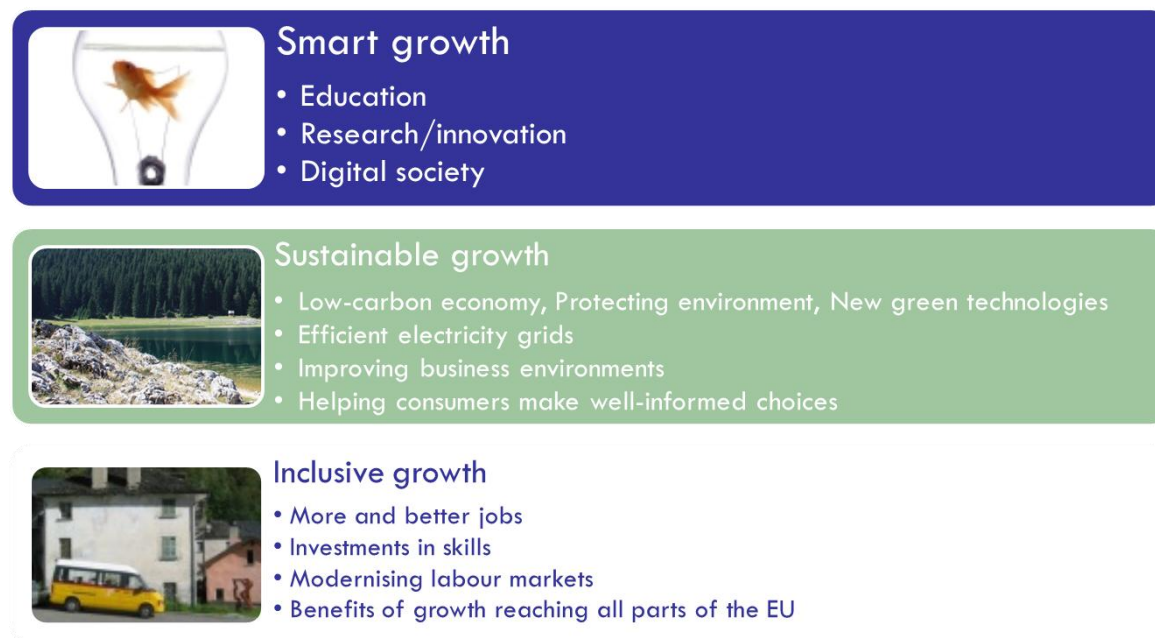 Smart growth
• Education
• Research/innovation
• Digital society
Sustainable growth
• Low-carbon economy, Protecting environment, New green technologies
• Efficient electricity grids
• Improving business environments
• Helping consumers make well-informed choices
Inclusive growth
• More and better jobs
• Investments in skills
• Modernising labour markets
• Benefits of growth reaching all parts of the EU